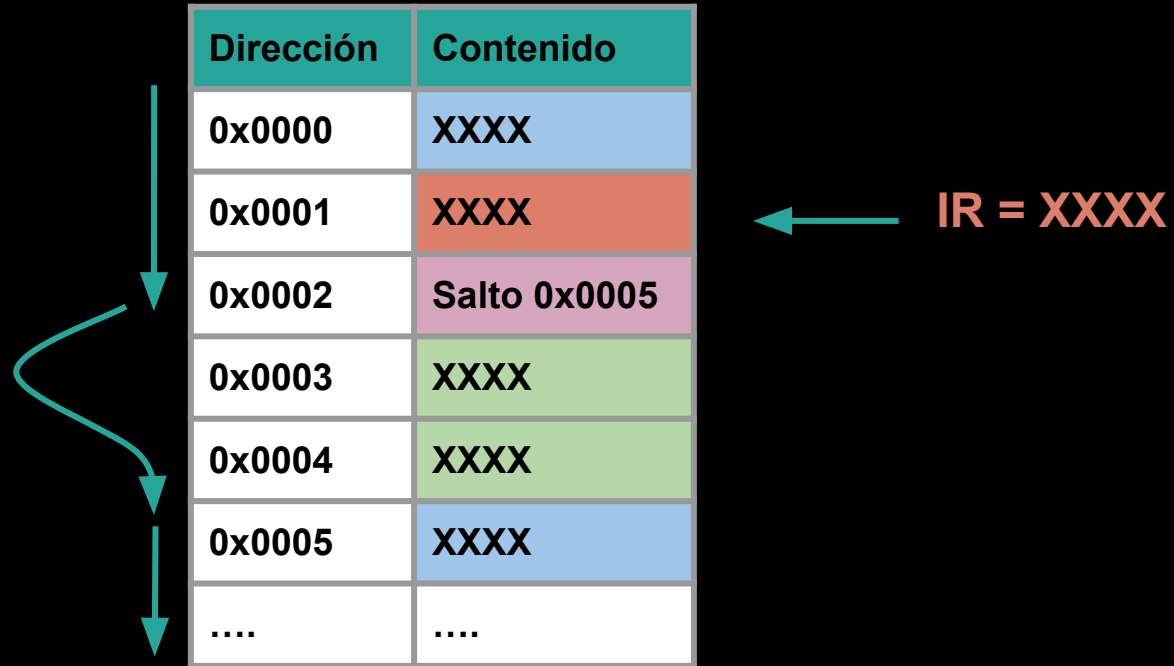 Dirección Contenido
0x0000 XXXX
0x0001 XXXX
IR = XXXX
0x0002 Salto 0x0005
0x0003 XXXX
0x0004 XXXX
0x0005 XXXX
.... ....